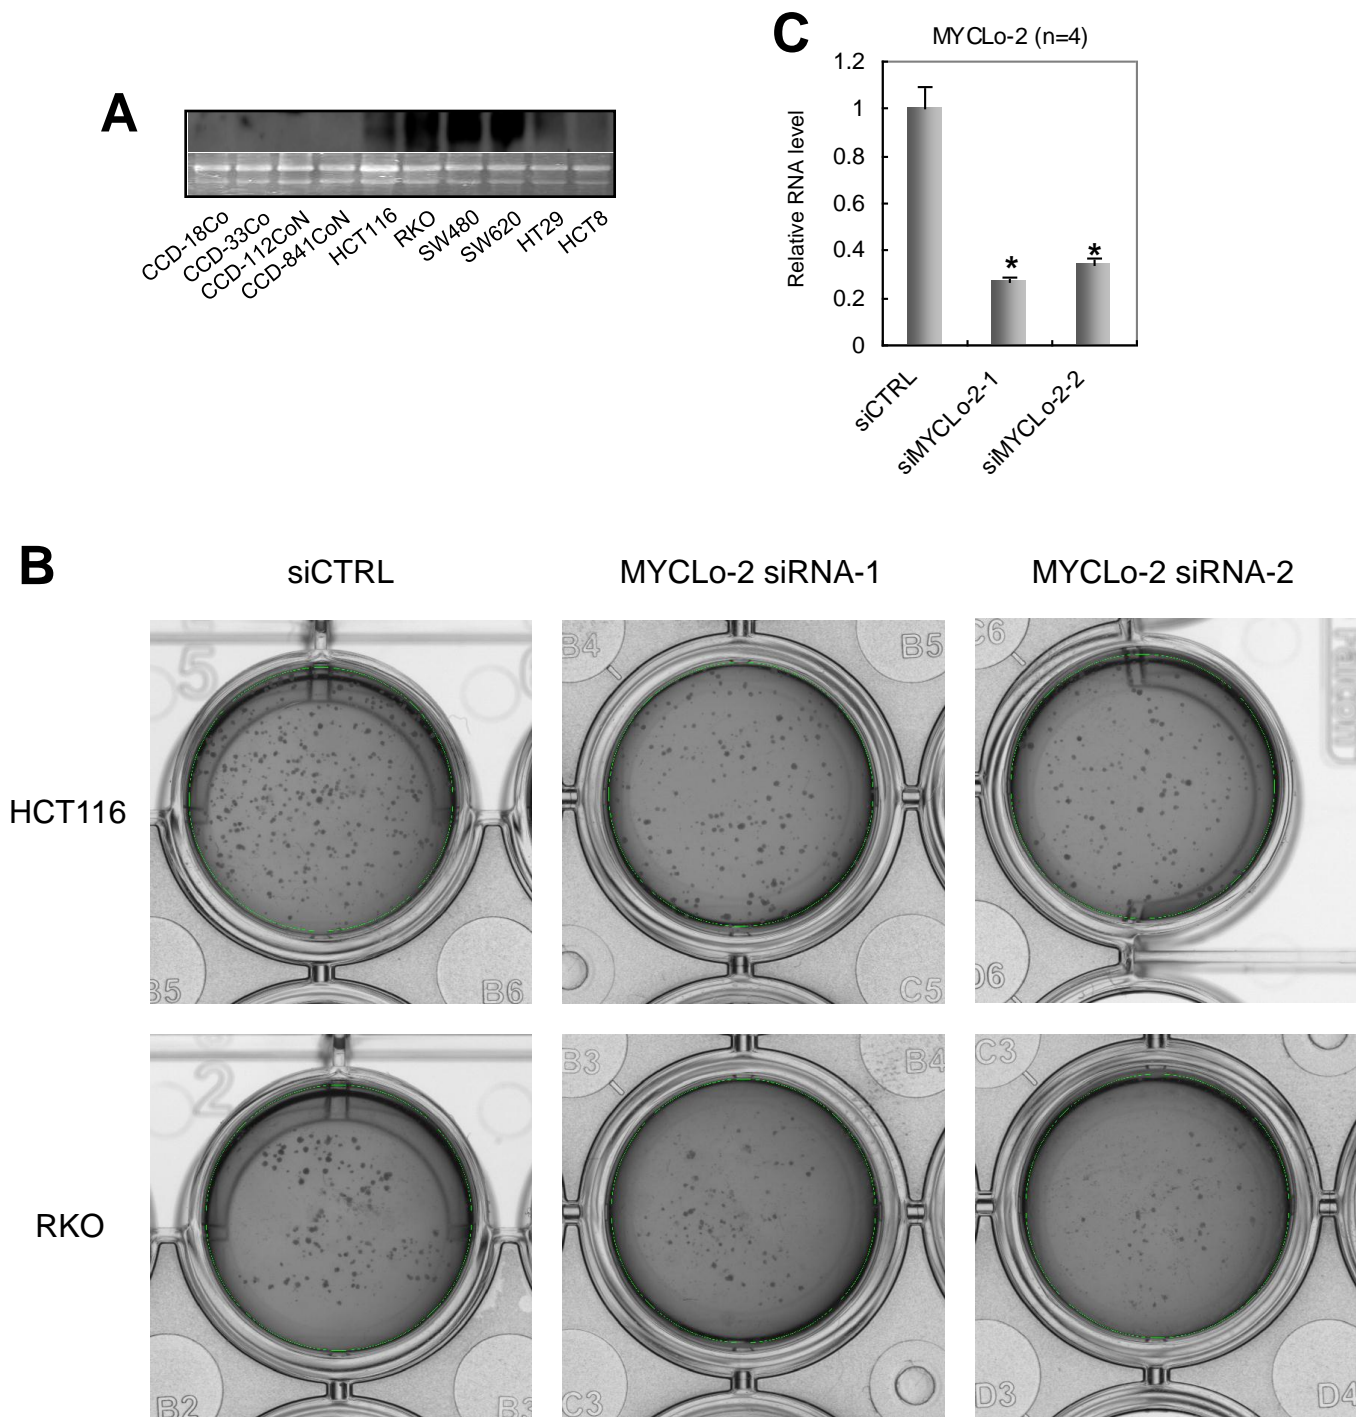 A
CCD-18Co
CCD-33Co
CCD-112CoN
CCD-841CoN
HCT116
RKO
SW480
SW620
HT29
HCT8
C
MYCLo-2 (n=4)
Relative RNA level
1.2
1
0.8
0.6
0.4
0.2
0
*
*
siCTRL
siMYCLo-2-1
siMYCLo-2-2
B
siCTRL
MYCLo-2 siRNA-1
MYCLo-2 siRNA-2
HCT116
5
B5
B6
B4
B5
C5
C6
D6
RKO
2
B2
B3
B3
B4
C3
C3
D3
D4